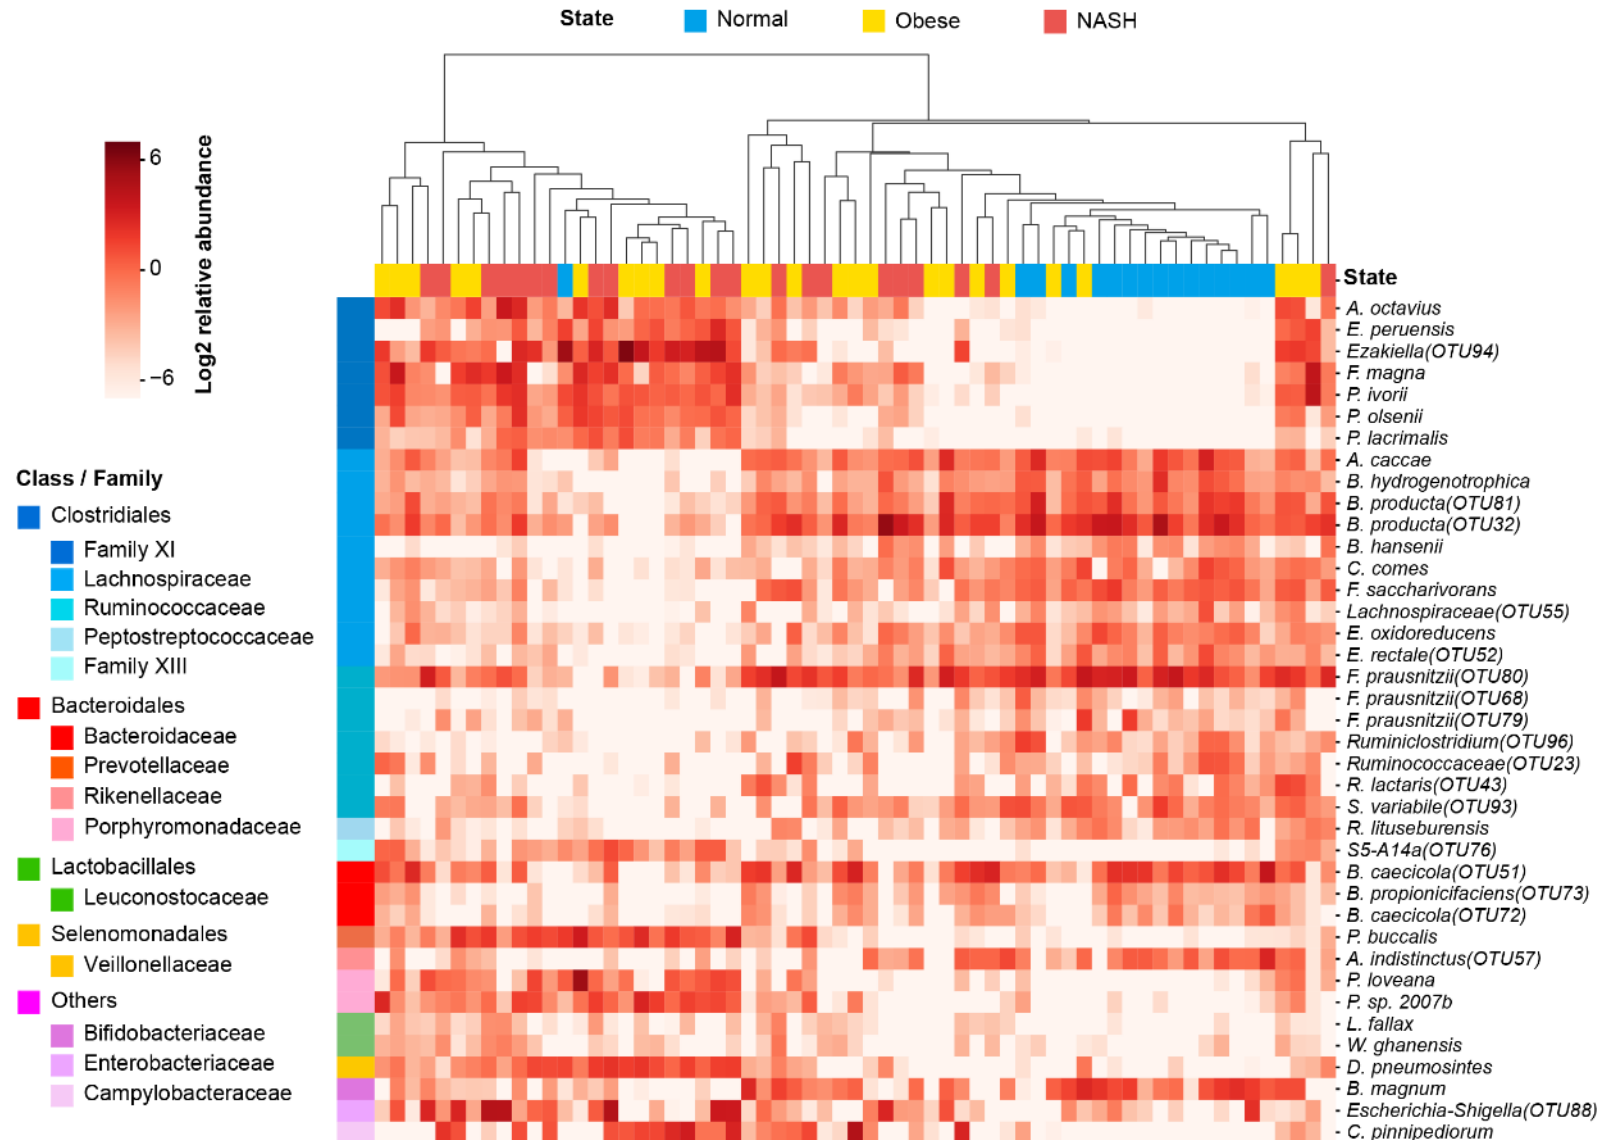 State Normal Obese NASH
6
0
−6
Log2 relative abundance
State
A. octavius
E. peruensis
Ezakiella(OTU94)
F. magna
P. ivorii
P. olsenii
P. lacrimalis
A. caccae
B. hydrogenotrophica
B. producta(OTU81)
B. producta(OTU32)
B. hansenii
C. comes
F. saccharivorans
Lachnospiraceae(OTU55)
E. oxidoreducens
E. rectale(OTU52)
F. prausnitzii(OTU80)
F. prausnitzii(OTU68)
F. prausnitzii(OTU79)
Ruminiclostridium(OTU96)
Ruminococcaceae(OTU23)
R. lactaris(OTU43)
S. variabile(OTU93)
R. lituseburensis
S5-A14a(OTU76)
B. caecicola(OTU51)
B. propionicifaciens(OTU73)
B. caecicola(OTU72)
P. buccalis
A. indistinctus(OTU57)
P. loveana
P. sp. 2007b
L. fallax
W. ghanensis
D. pneumosintes
B. magnum
Escherichia-Shigella(OTU88)
C. pinnipediorum
Class / Family
Clostridiales
Family XI
Lachnospiraceae
Ruminococcaceae
Peptostreptococcaceae
Family XIII
Bacteroidales
Bacteroidaceae
Prevotellaceae
Rikenellaceae
Porphyromonadaceae
Lactobacillales
Leuconostocaceae
Selenomonadales
Veillonellaceae
Others
Bifidobacteriaceae
Enterobacteriaceae
Campylobacteraceae